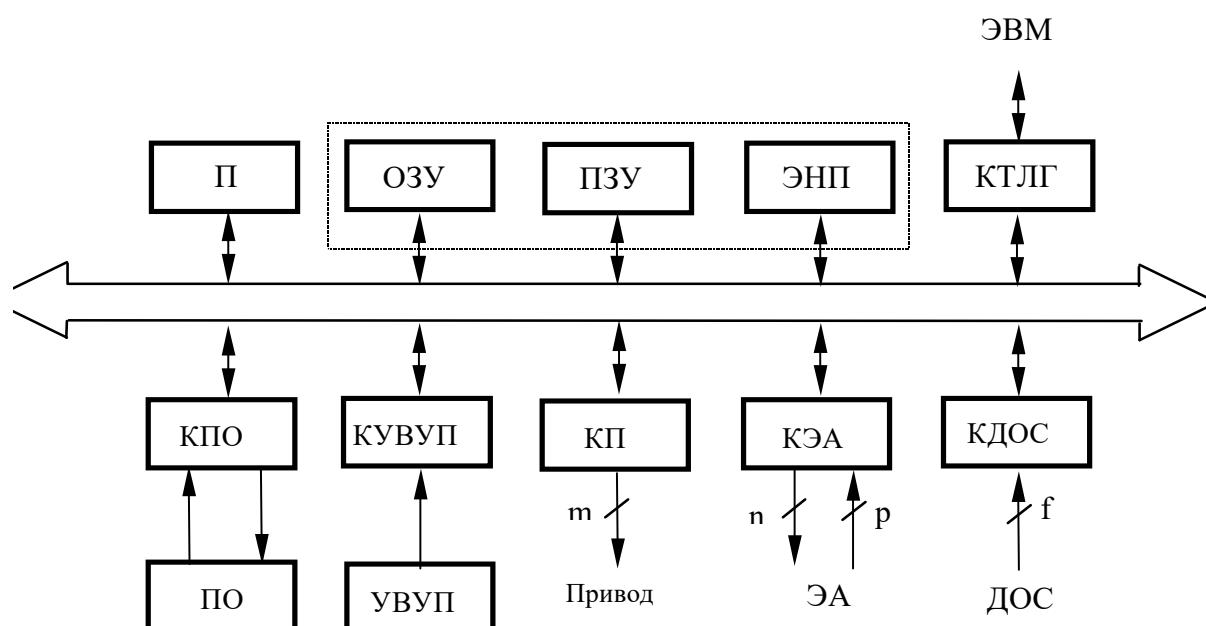 ЭВМ
П ОЗУ ПЗУ ЭНП КТЛГ
КПО КУВУП КП КЭА КДОС
m n p f
ПО УВУП Привод ЭА ДОС